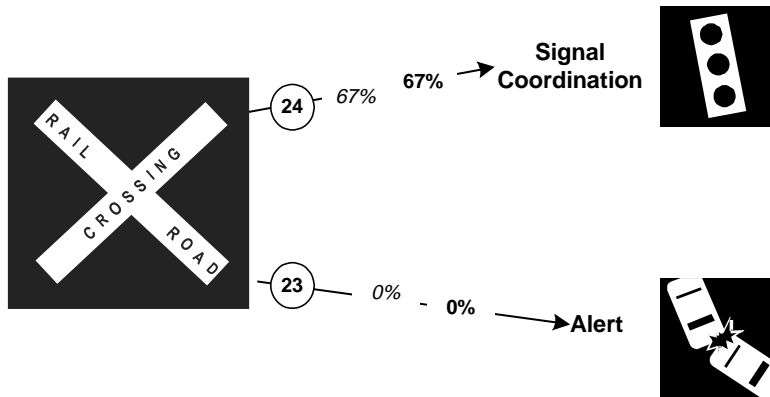 RAIL
CROSSING
ROAD
24
67%
67%
Signal
Coordination
23
0%
0%
Alert